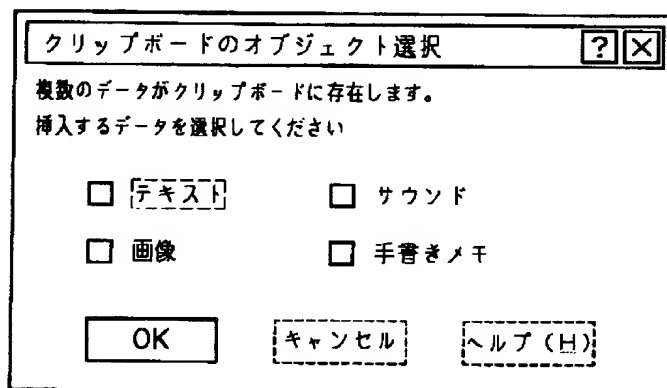 クリップボードのオブジェクト選択 ? X
複数のデータがクリップボードに存在します。
挿入するデータを選択してください
テキスト サウンド
画像 手書きメモ
OK キャンセル ヘルプ(H)